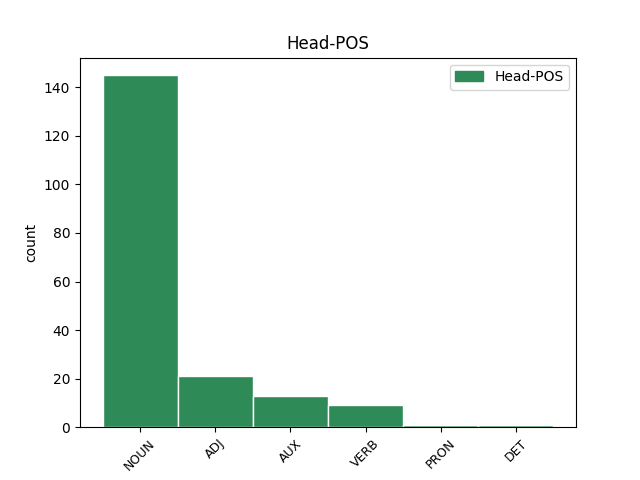 Head-POS
Head-POS
140
120
100
80
60
40
20
0
count
NOUN
ADJ
AUX
VERB
PRON
DET